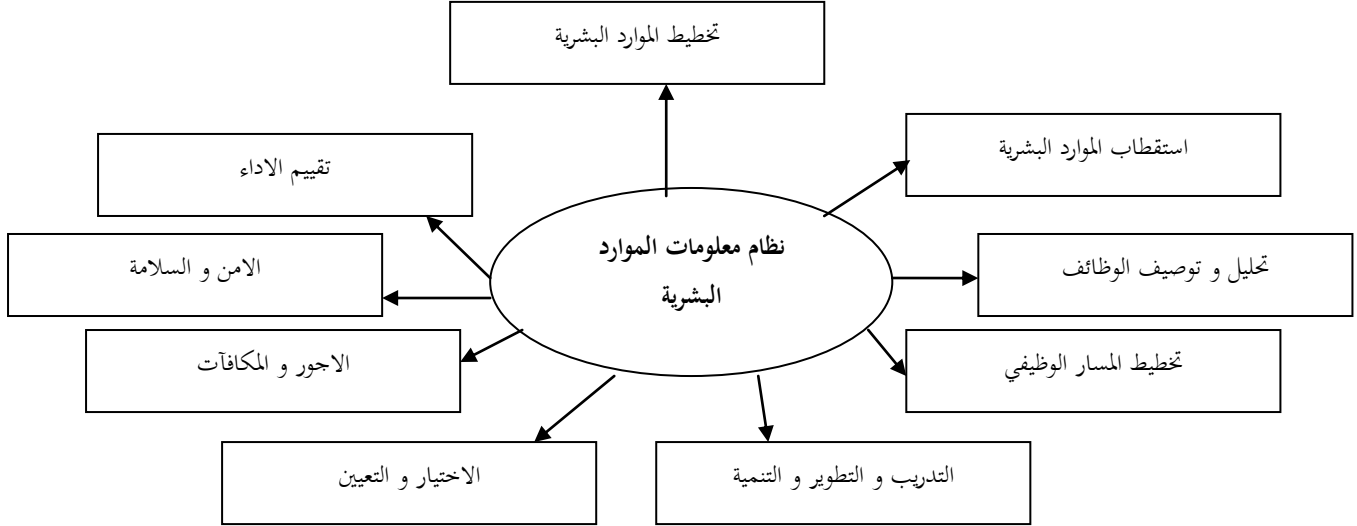 تخطيط الموارد البشرية
استقطاب الموارد البشرية
تقييم الاداء
نظام معلومات الموارد
البشرية
تحليل و توصيف الوظائف
الامن و السلامة
تخطيط المسار الوظيفي
الاجور و المكافآت
التدريب و التطوير و التنمية
الاختيار و التعيين